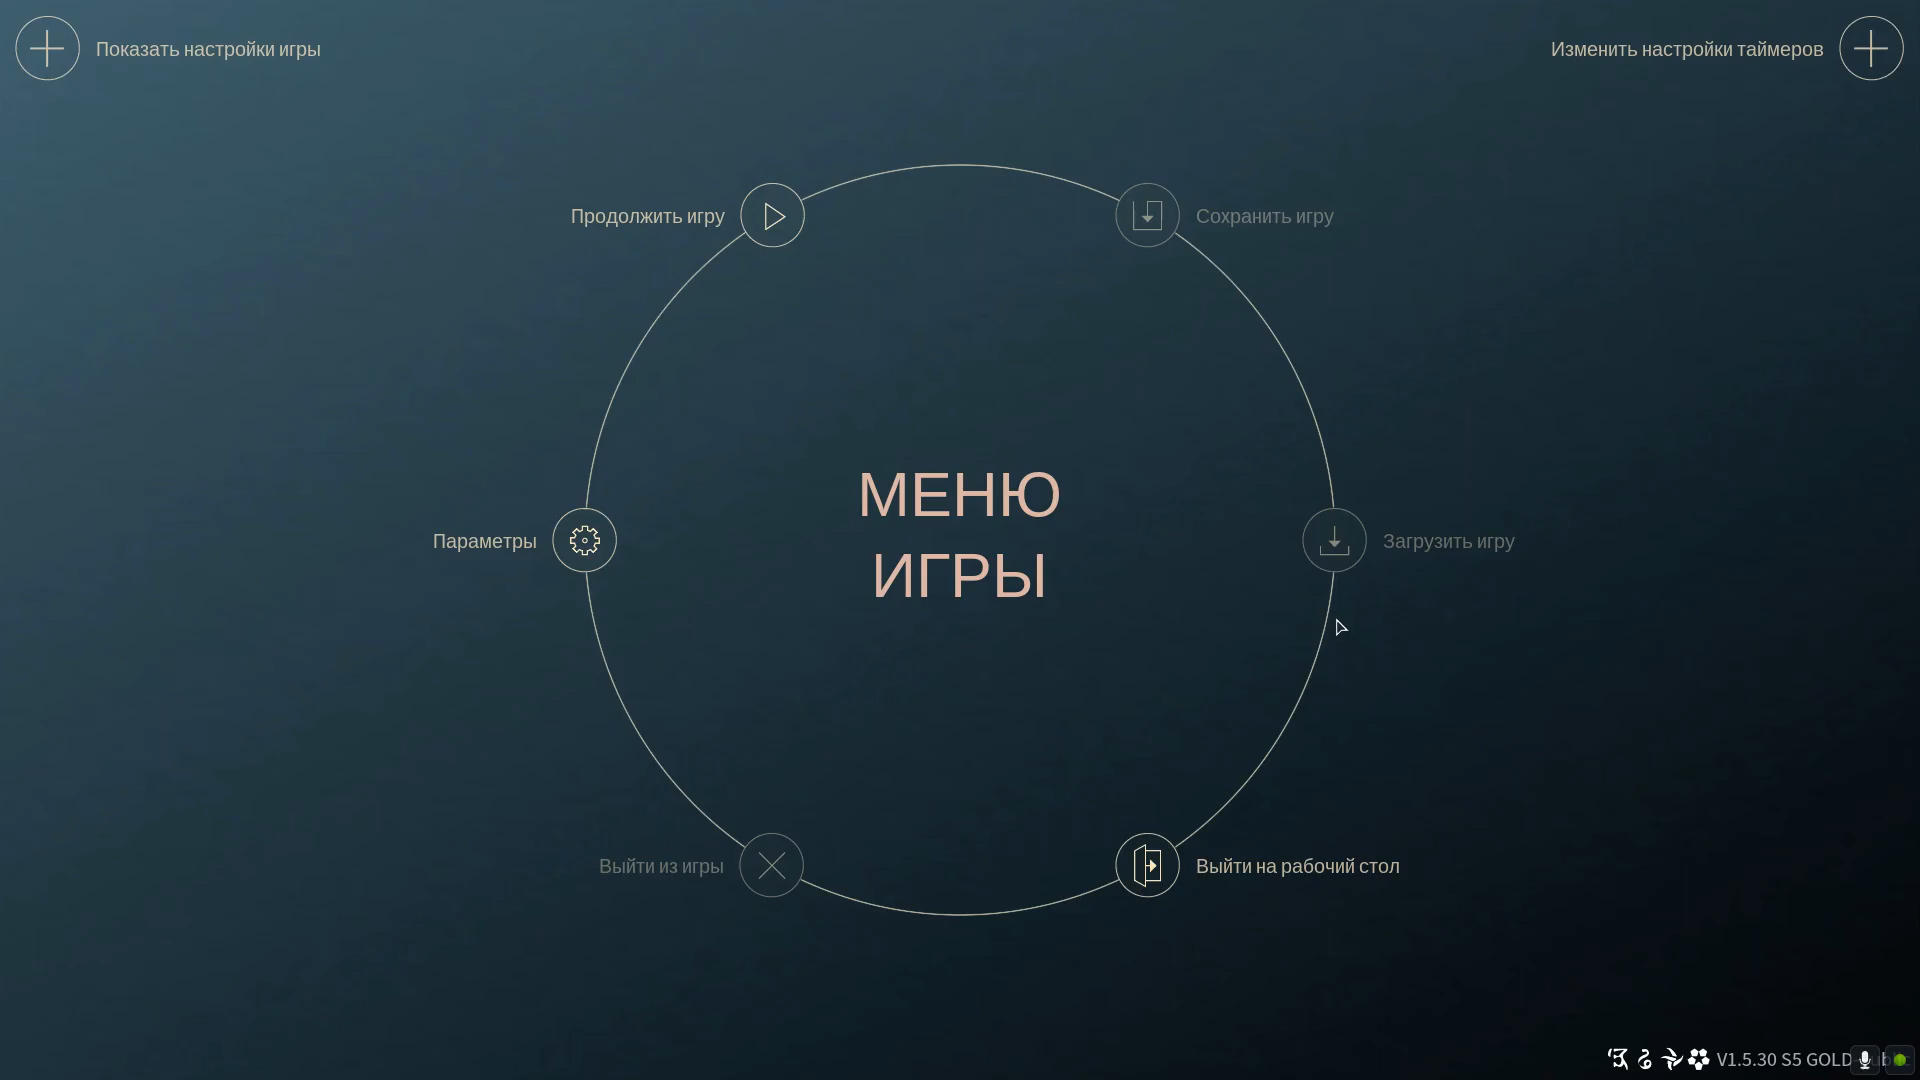 Показать настройки игры
Изменить настройки таймеров
Продолжить игру
Сохранить игру
МЕНЮ
ИГРЫ
Параметры
Загрузить игру
Выйти из игры
Выйти на рабочий стол
V1.5.30 S5 GOLD